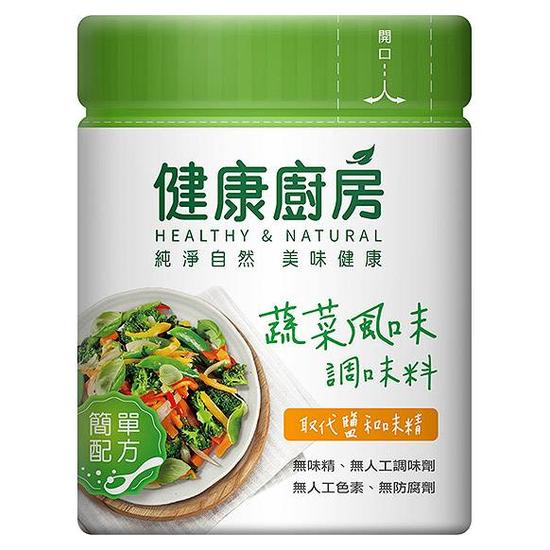 開口
健康廚房
HEALTHY & NATURAL
純淨自然 美味健康
蔬菜風味
調味料
取代鹽和味精
簡單
配方
無味精、無人工調味劑
無人工色素、無防腐劑